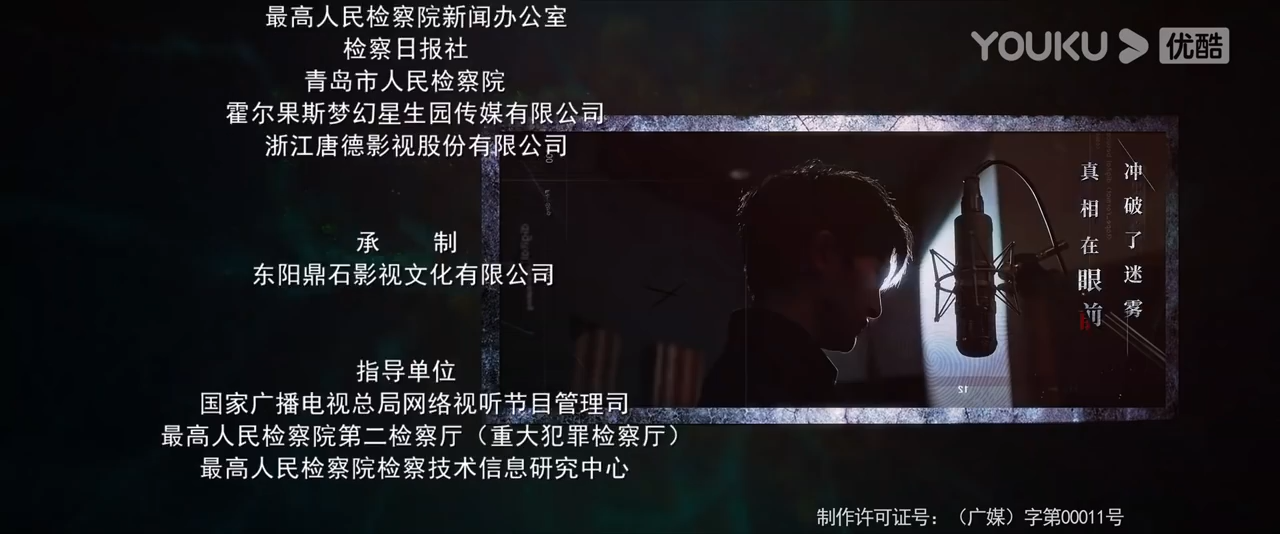 最高人民检察院新闻办公室
检察日报社
青岛市人民检察院
霍尔果斯梦幻星生园传媒有限公司
浙江唐德影视股份有限公司
承 制
东阳鼎石影视文化有限公司
指导单位
国家广播电视总局网络视听节目管理司
最高人民检察院第二检察厅（重大犯罪检察厅）
最高人民检察院检察技术信息研究中心
YOUKU 优酷
冲破了迷雾
真相在眼前
12
制作许可证号：（广媒）字第00011号